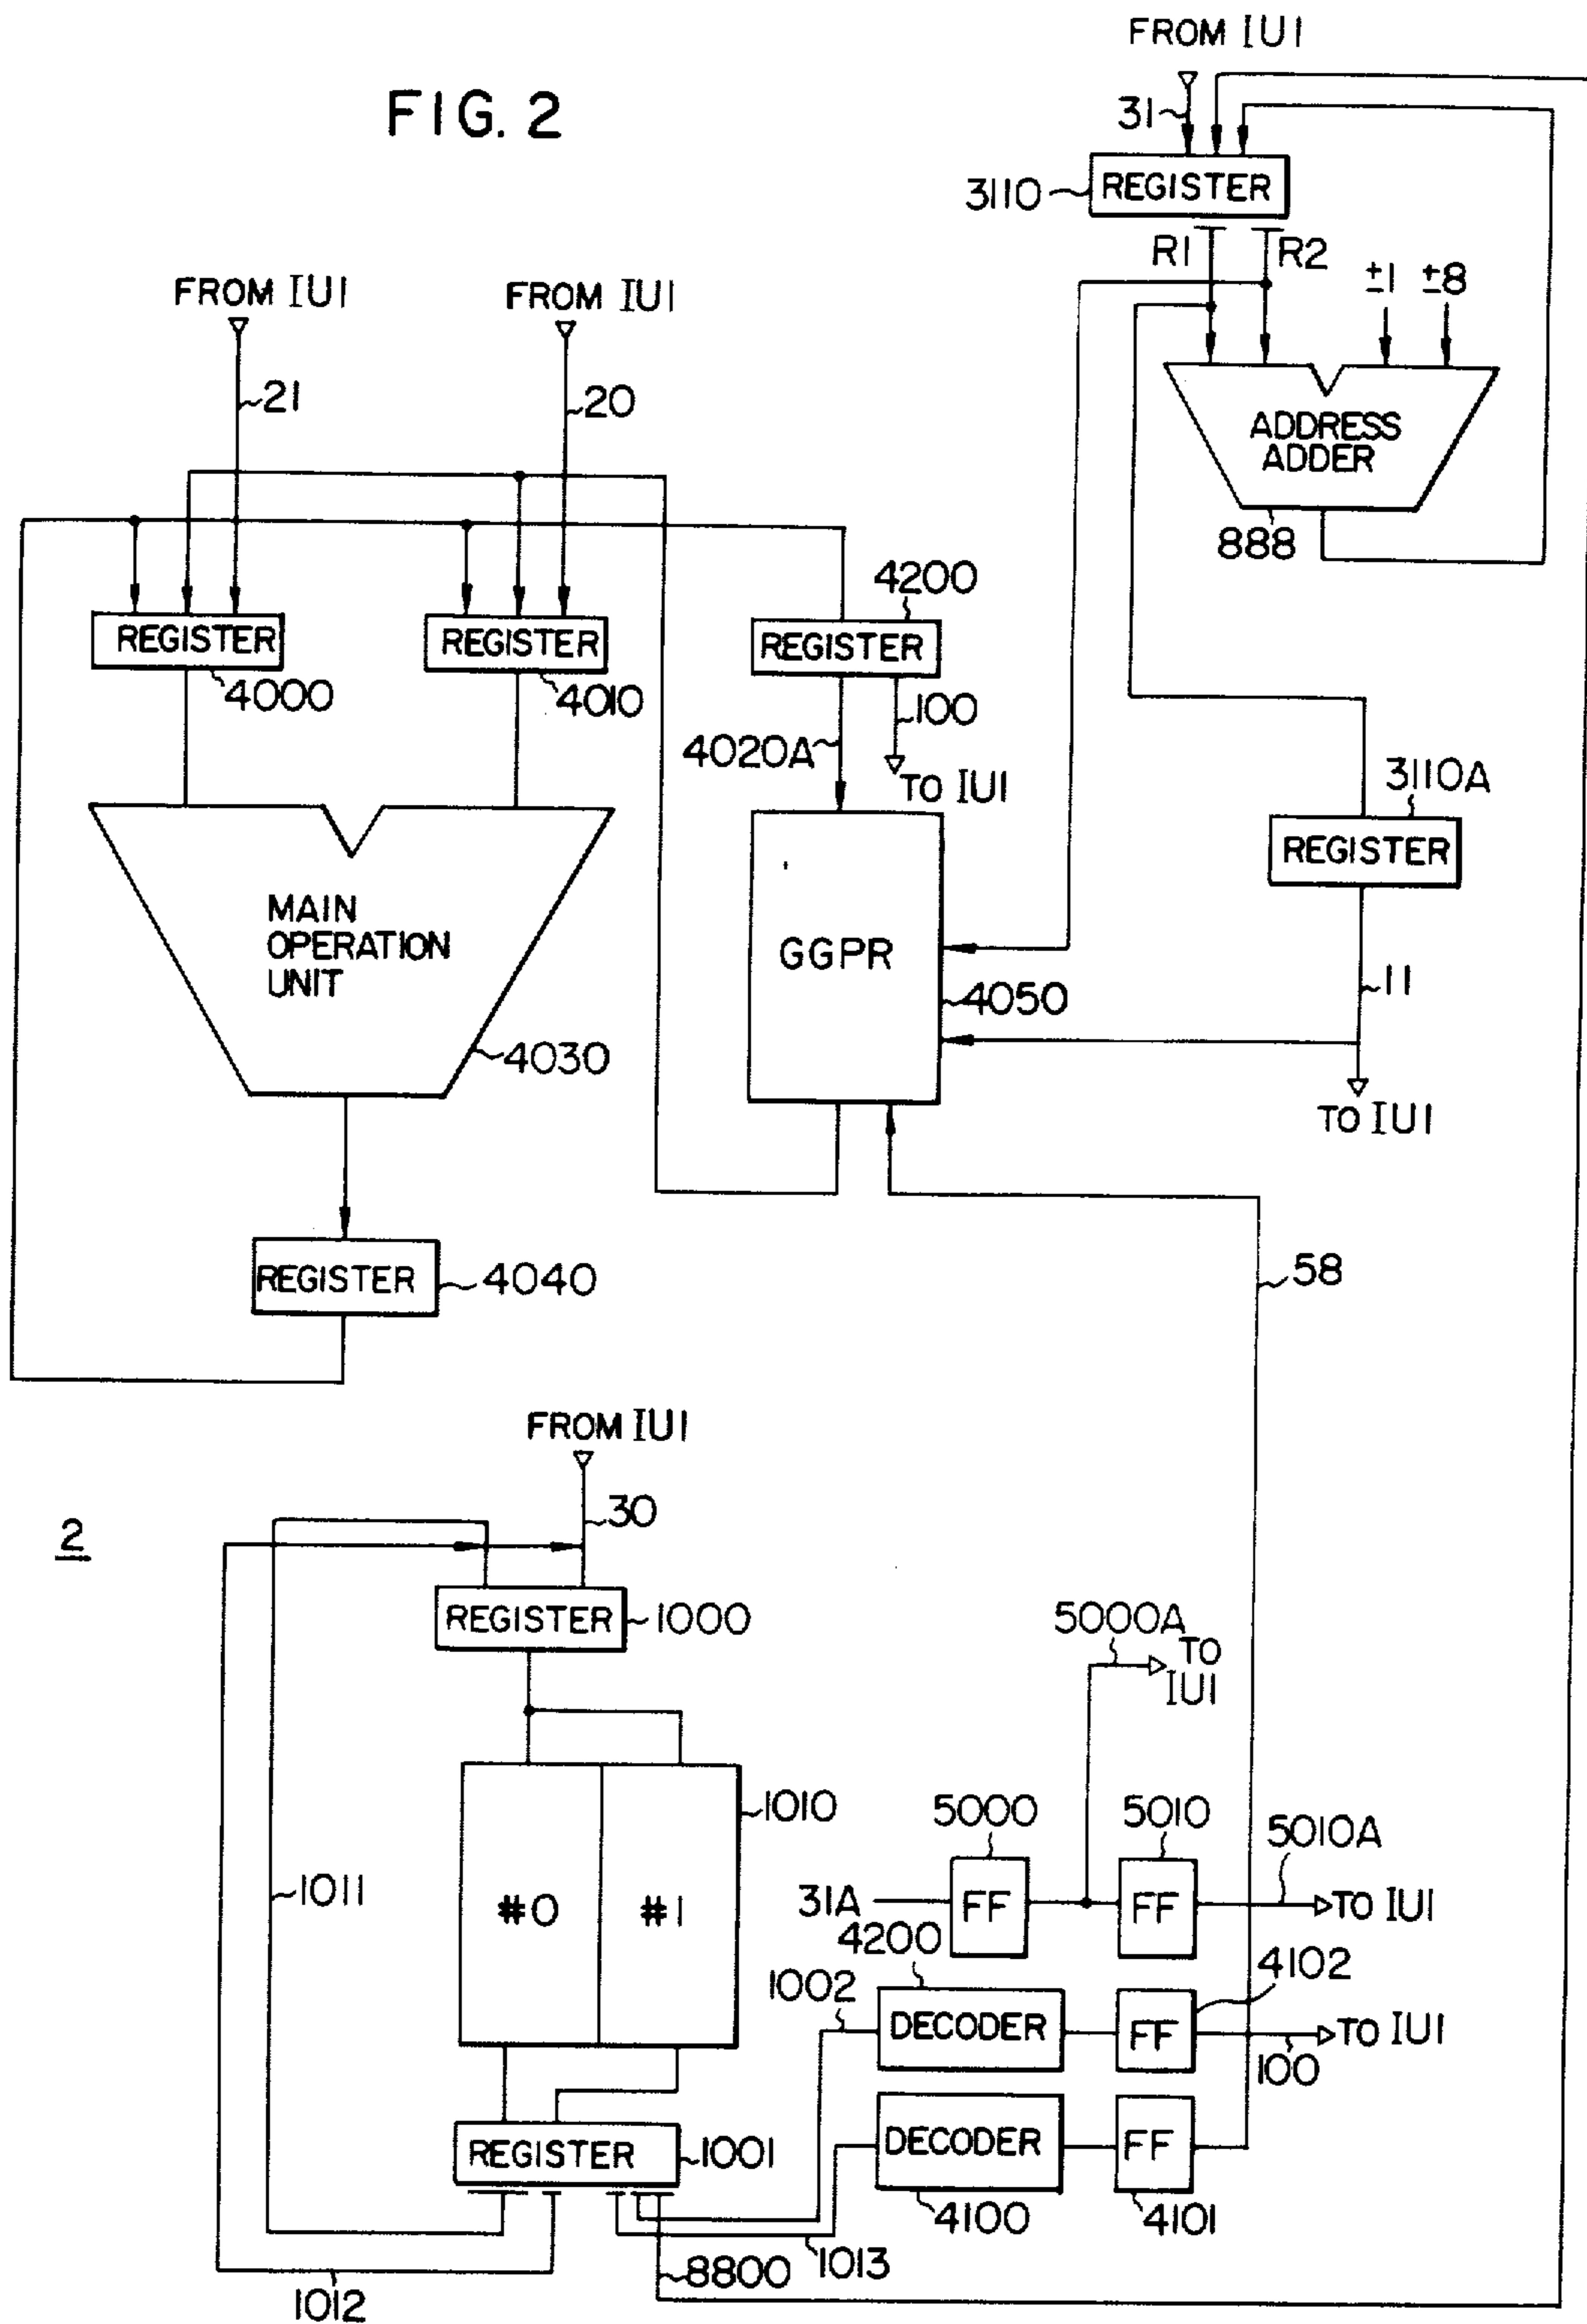 FIG. 2
FROM IU1
31
3110
REGISTER
R1
R2
±1
±8
FROM IU1
FROM IU1
21
20
ADDRESS
ADDER
888
4200
REGISTER
REGISTER
REGISTER
4000
4010
100
4020A
TO IU1
3110A
REGISTER
MAIN
OPERATION
UNIT
GGPR
11
4050
4030
TO IU1
REGISTER
4040
58
FROM IU1
30
2
REGISTER
1000
5000A
TO
IU1
1010
5000
5010
5010A
1011
#0
#1
31A
FF
FF
TO IU1
4200
4102
1002
DECODER
FF
TO IU1
100
REGISTER
1001
DECODER
FF
4100
4101
1013
8800
1012